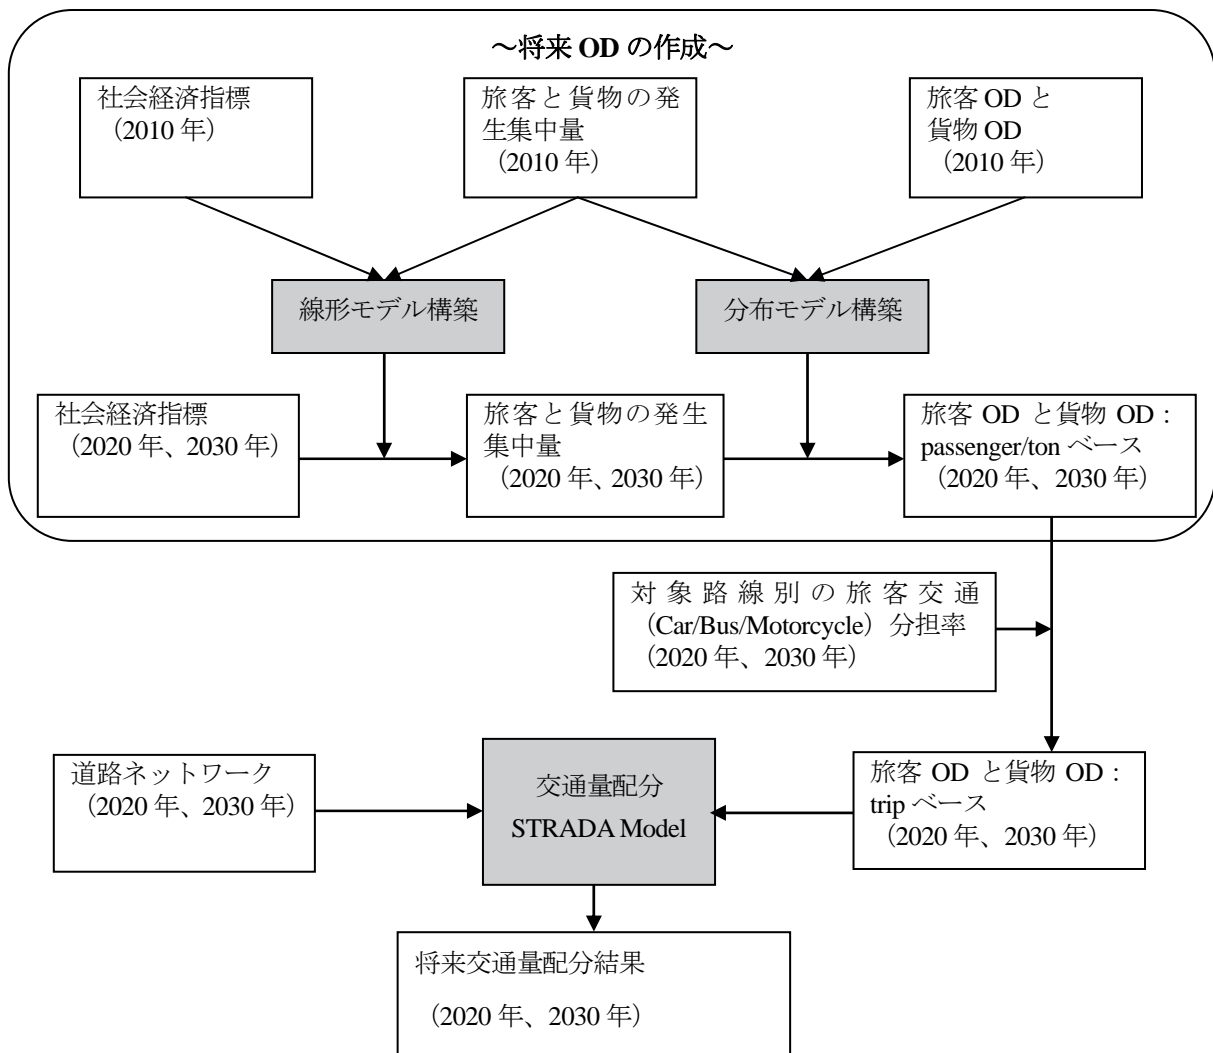 ～将来 OD の作成～
社会経済指標
（2010 年）
旅客と貨物の発
生集中量
（2010 年）
旅客 OD と
貨物 OD
（2010 年）
線形モデル構築
分布モデル構築
社会経済指標
（2020 年、2030 年）
旅客と貨物の発生
集中量
（2020 年、2030 年）
旅客 OD と貨物 OD：
passenger/ton ベース
（2020 年、2030 年）
対象路線別の旅客交通
（Car/Bus/Motorcycle）分担率
（2020 年、2030 年）
道路ネットワーク
（2020 年、2030 年）
交通量配分
STRADA Model
旅客 OD と貨物 OD：
trip ベース
（2020 年、2030 年）
将来交通量配分結果
（2020 年、2030 年）